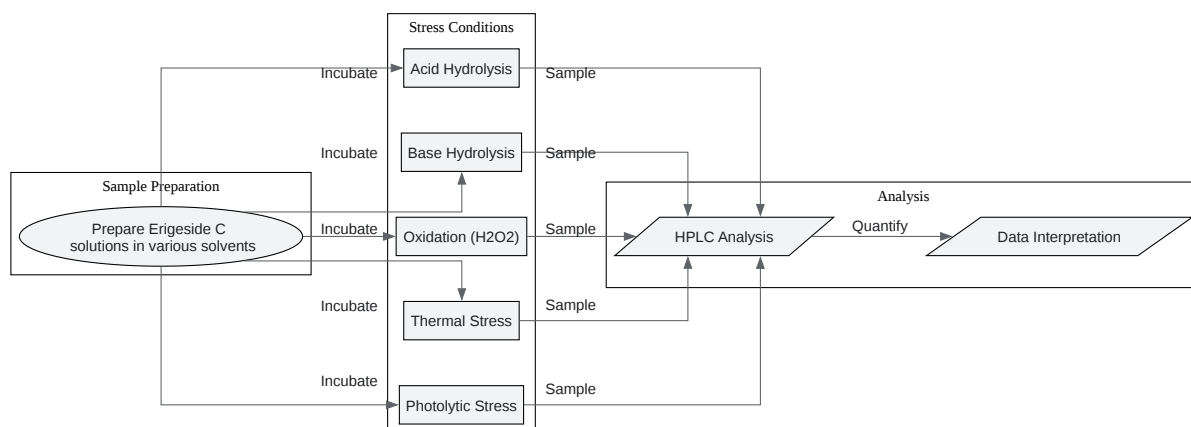 Stress Conditions
Incubate
Acid Hydrolysis
Sample
Incubate
Base Hydrolysis
Sample
Sample Preparation
Prepare Erigeside C
solutions in various solvents
Incubate
Oxidation (H2O2)
Sample
Analysis
HPLC Analysis
Quantify
Data Interpretation
Incubate
Thermal Stress
Sample
Incubate
Photolytic Stress
Sample